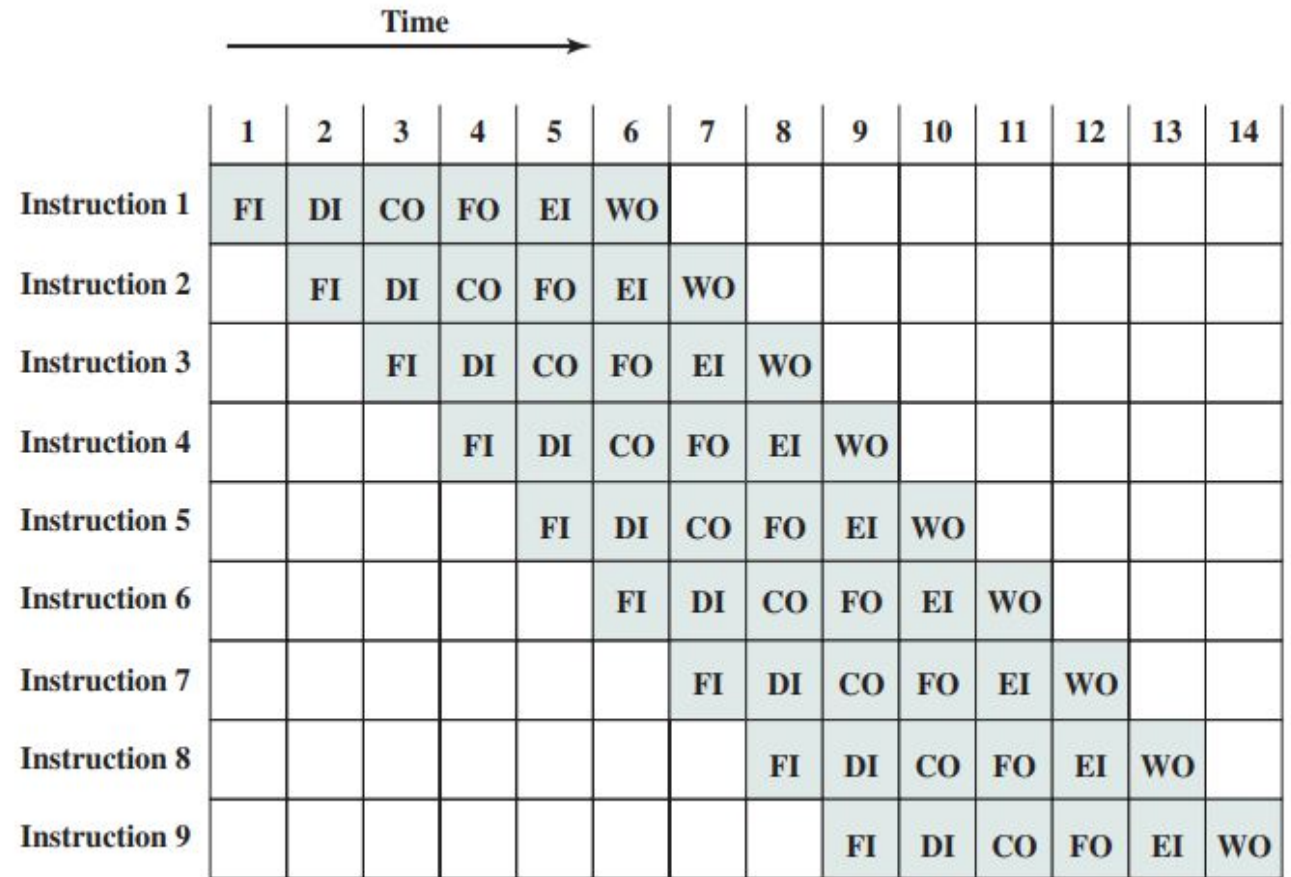 Time
1 2 3 4 5 6 7 8 9 10 11 12 13 14
Instruction 1 FI DI CO FO EI WO
Instruction 2 FI DI CO FO EI WO
Instruction 3 FI DI CO FO EI WO
Instruction 4 FI DI CO FO EI WO
Instruction 5 FI DI CO FO EI WO
Instruction 6 FI DI CO FO EI WO
Instruction 7 FI DI CO FO EI WO
Instruction 8 FI DI CO FO EI WO
Instruction 9 FI DI CO FO EI WO